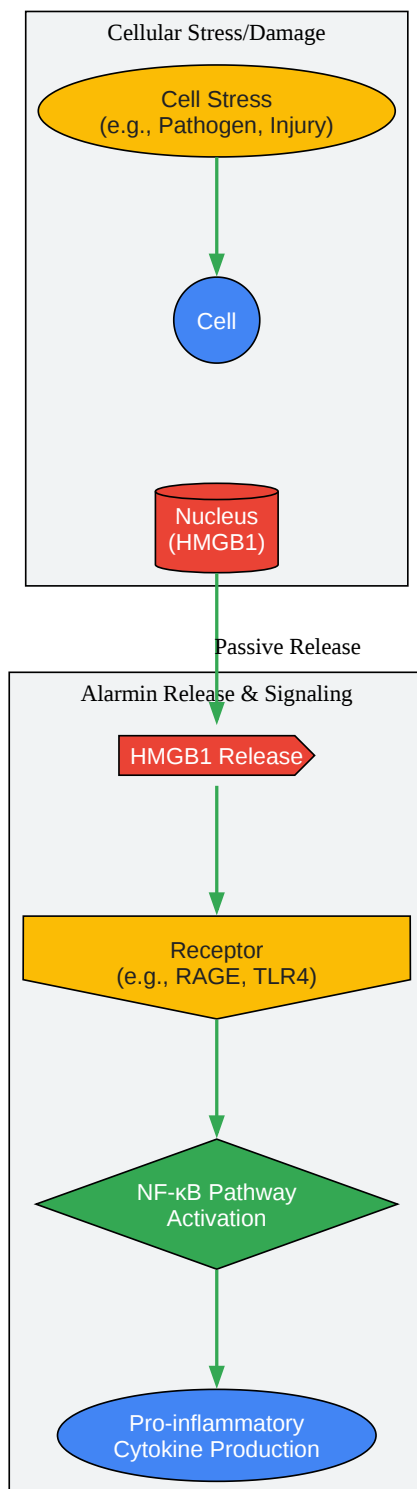 Cellular Stress/Damage
Cell Stress
(e.g., Pathogen, Injury)
Cell
Nucleus
(HMGB1)
Passive Release
Alarmin Release & Signaling
HMGB1 Release
Receptor
(e.g., RAGE, TLR4)
NF-κB Pathway
Activation
Pro-inflammatory
Cytokine Production